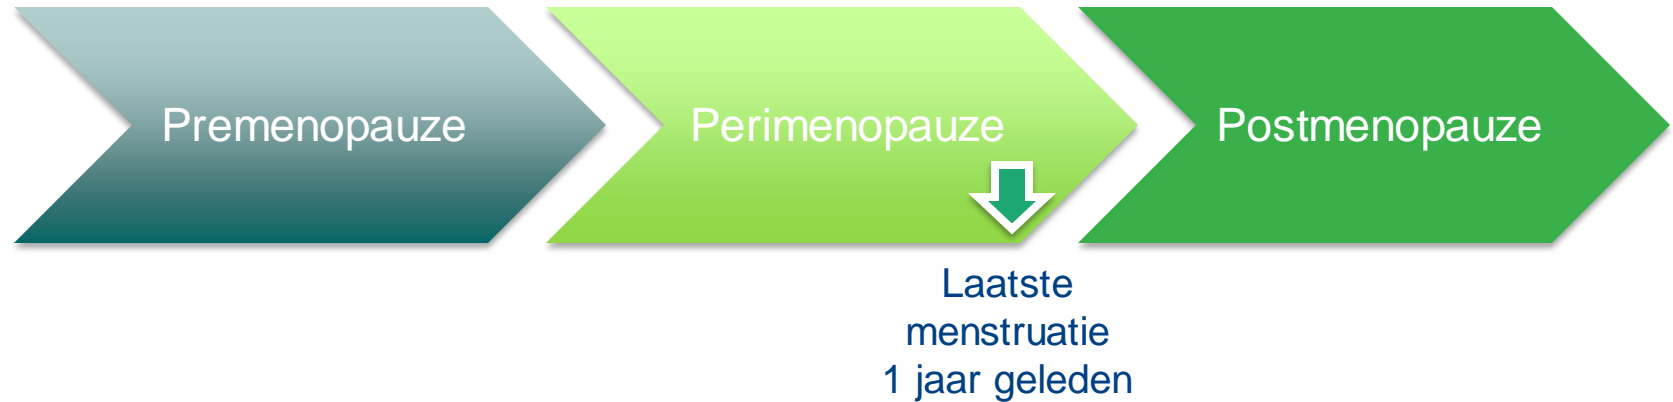 Premenopauze
Perimenopauze
Postmenopauze
Laatste
menstruatie
1 jaar geleden